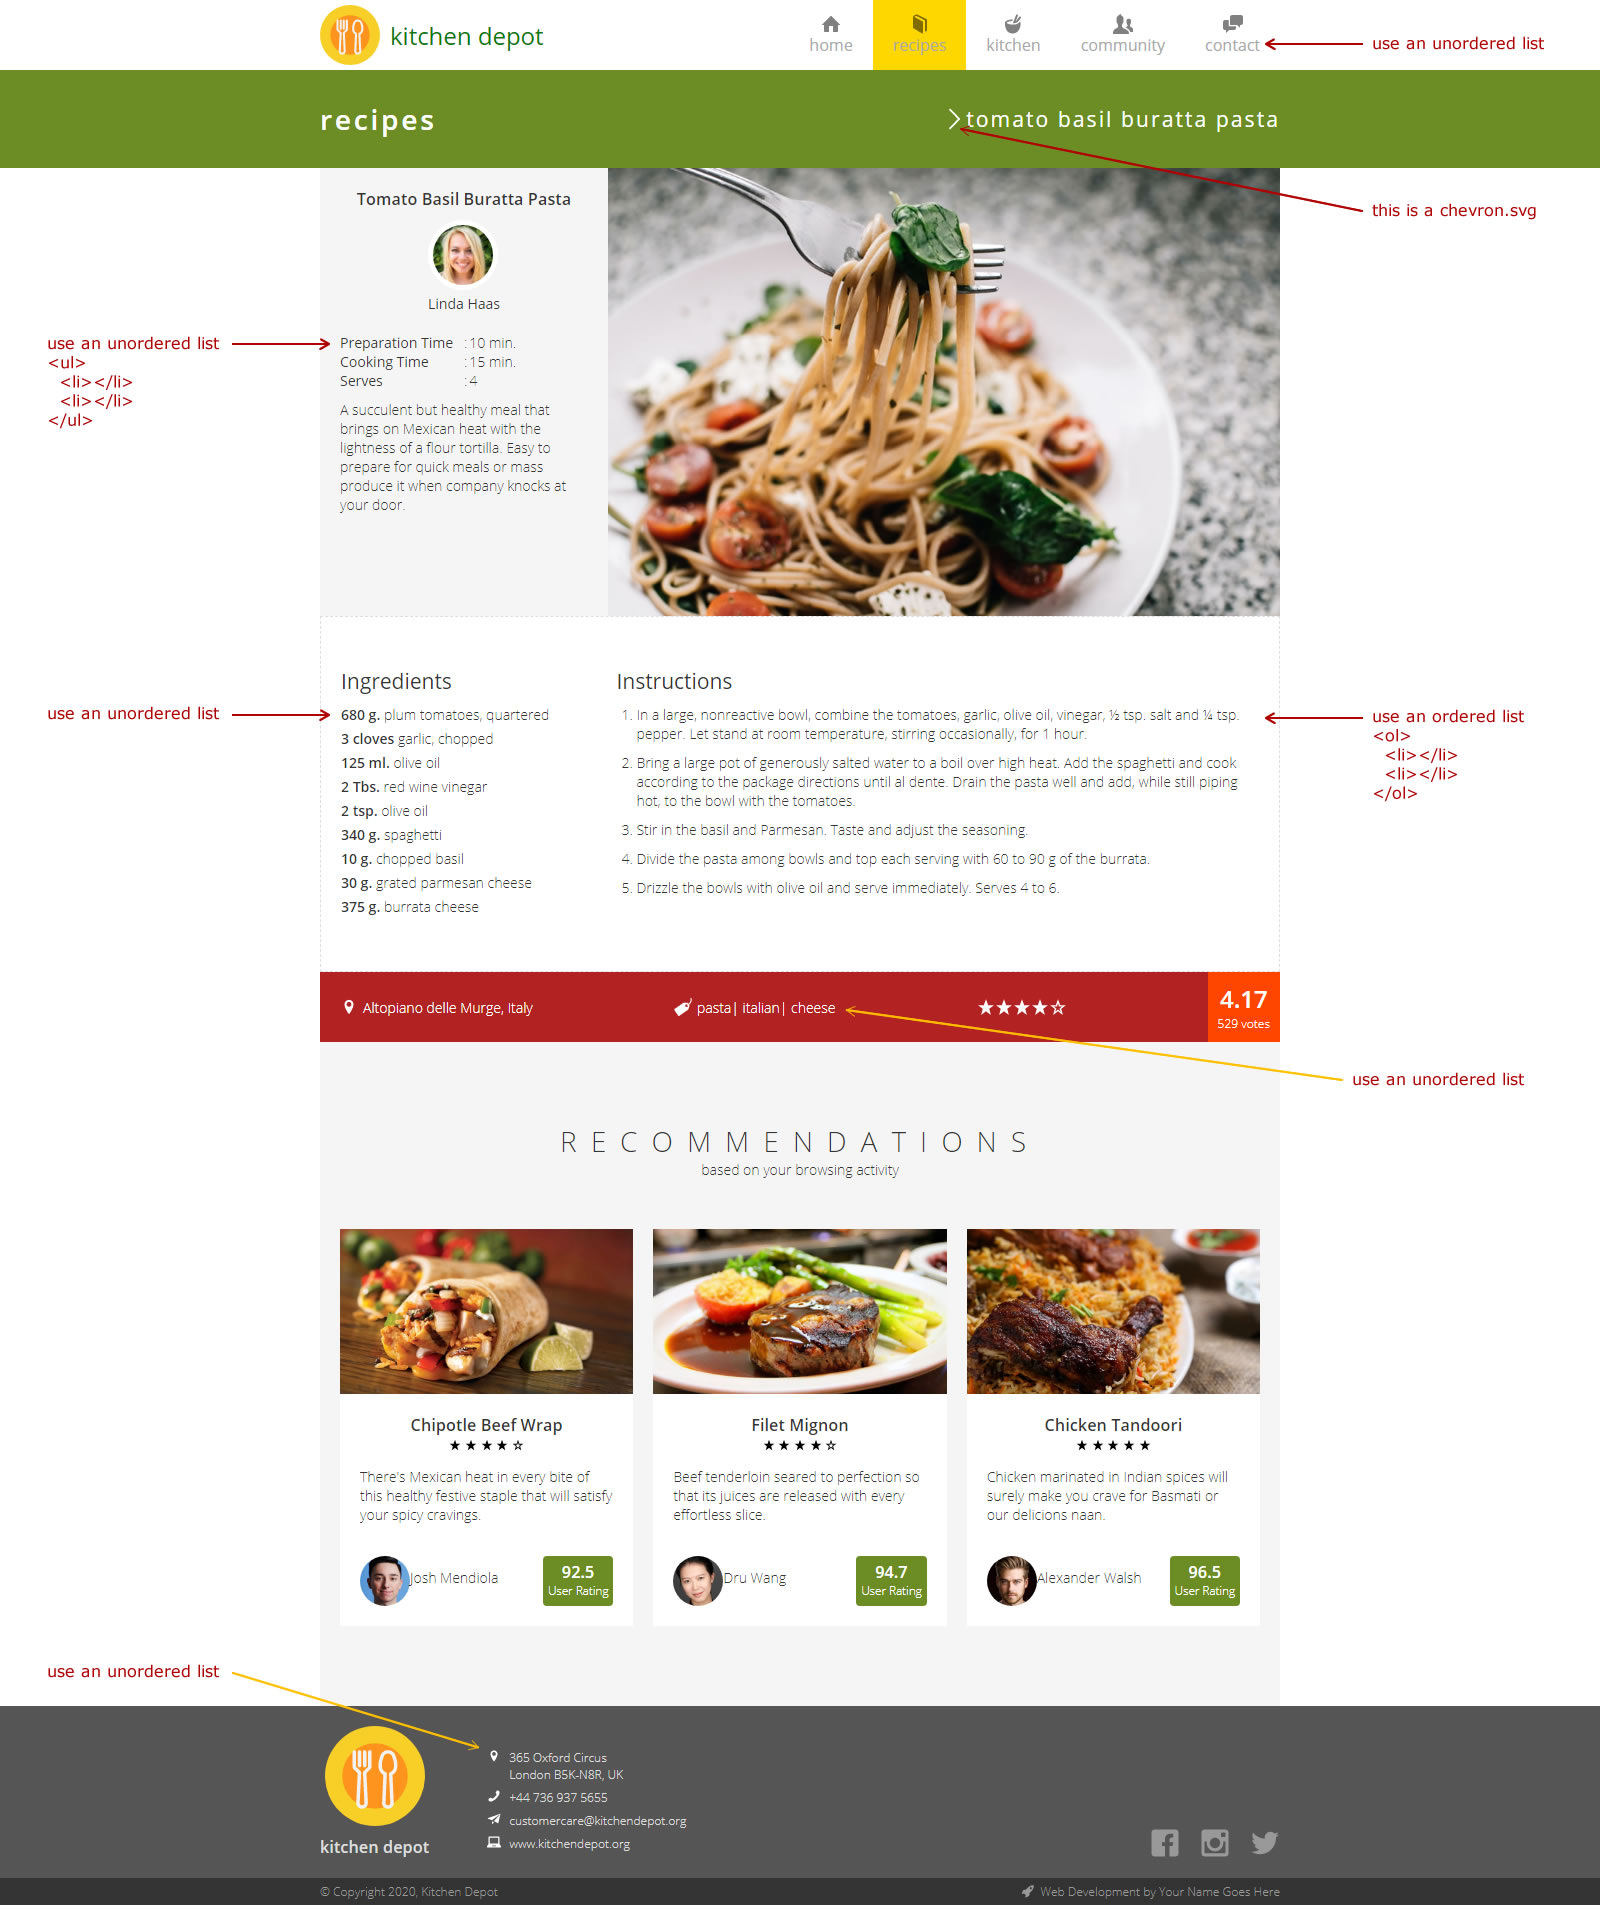 kitchen depot
home
recipes
kitchen
community
contact
use an unordered list
recipes
tomato basil buratta pasta
this is a chevron.svg
Tomato Basil Buratta Pasta
Linda Haas
use an unordered list
<ul>
<li></li>
<li></li>
</ul>
Preparation Time : 10 min.
Cooking Time : 15 min.
Serves : 4
A succulent but healthy meal that
brings on Mexican heat with the
lightness of a flour tortilla. Easy to
prepare for quick meals or mass
produce it when company knocks at
your door.
use an unordered list
Ingredients
680 g. plum tomatoes, quartered
3 cloves garlic, chopped
125 ml. olive oil
2 Tbs. red wine vinegar
2 tsp. olive oil
340 g. spaghetti
10 g. chopped basil
30 g. grated parmesan cheese
375 g. burrata cheese
Instructions
1. In a large, nonreactive bowl, combine the tomatoes, garlic, olive oil, vinegar, ½ tsp. salt and ¼ tsp.
pepper. Let stand at room temperature, stirring occasionally, for 1 hour.
2. Bring a large pot of generously salted water to a boil over high heat. Add the spaghetti and cook
according to the package directions until al dente. Drain the pasta well and add, while still piping
hot, to the bowl with the tomatoes.
3. Stir in the basil and Parmesan. Taste and adjust the seasoning.
4. Divide the pasta among bowls and top each serving with 60 to 90 g of the burrata.
5. Drizzle the bowls with olive oil and serve immediately. Serves 4 to 6.
use an ordered list
<ol>
<li></li>
<li></li>
</ol>
Altopiano delle Murge, Italy
pasta| italian| cheese
4.17
529 votes
use an unordered list
RECOMMENDATIONS
based on your browsing activity
Chipotle Beef Wrap
There's Mexican heat in every bite of
this healthy festive staple that will satisfy
your spicy cravings.
Josh Mendiola
92.5
User Rating
Filet Mignon
Beef tenderloin seared to perfection so
that its juices are released with every
effortless slice.
Dru Wang
94.7
User Rating
Chicken Tandoori
Chicken marinated in Indian spices will
surely make you crave for Basmati or
our delicions naan.
Alexander Walsh
96.5
User Rating
use an unordered list
kitchen depot
365 Oxford Circus
London B5K-N8R, UK
+44 736 937 5655
customercare@kitchendepot.org
www.kitchendepot.org
© Copyright 2020, Kitchen Depot
Web Development by Your Name Goes Here